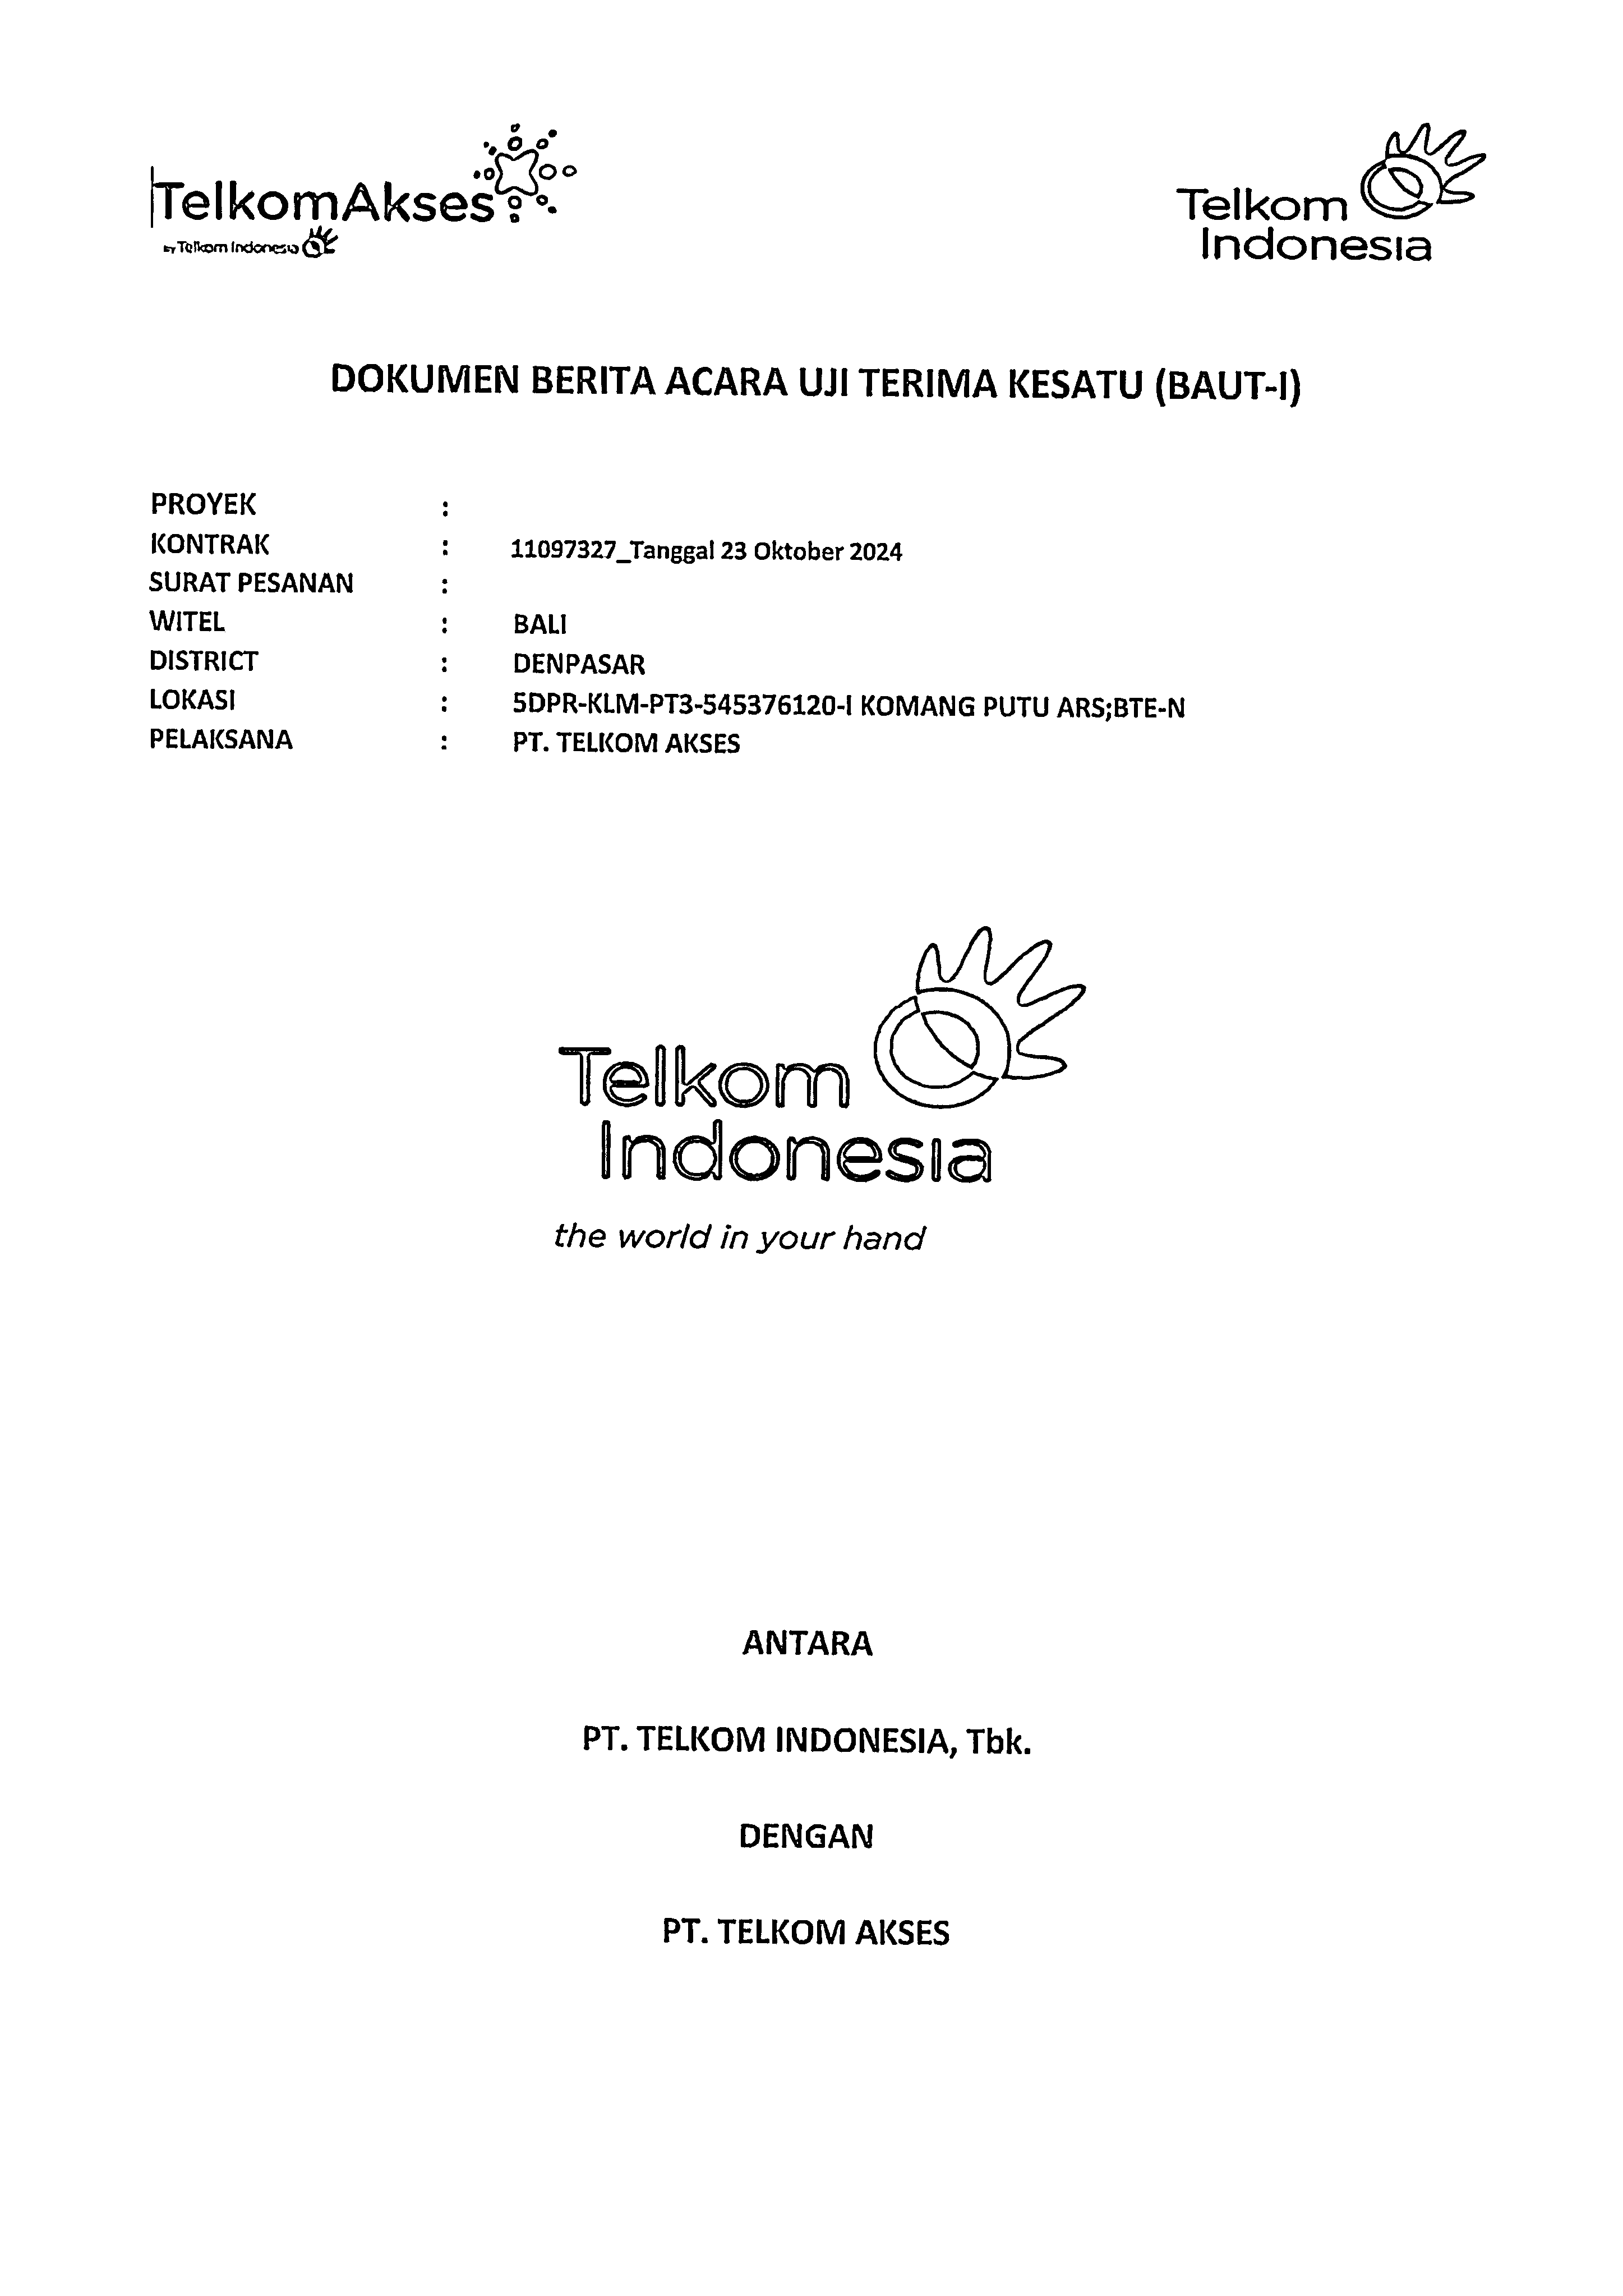 TelkomAkses
by Telkom Indonesia
Telkom
Indonesia
DOKUMEN BERITA ACARA UJI TERIMA KESATU (BAUT-I)
PROYEK :
KONTRAK : 11097327_Tanggal 23 Oktober 2024
SURAT PESANAN :
WITEL : BALI
DISTRICT : DENPASAR
LOKASI : 5DPR-KLM-PT3-545376120-I KOMANG PUTU ARS;BTE-N
PELAKSANA : PT. TELKOM AKSES
Telkom
Indonesia
the world in your hand
ANTARA
PT. TELKOM INDONESIA, Tbk.
DENGAN
PT. TELKOM AKSES